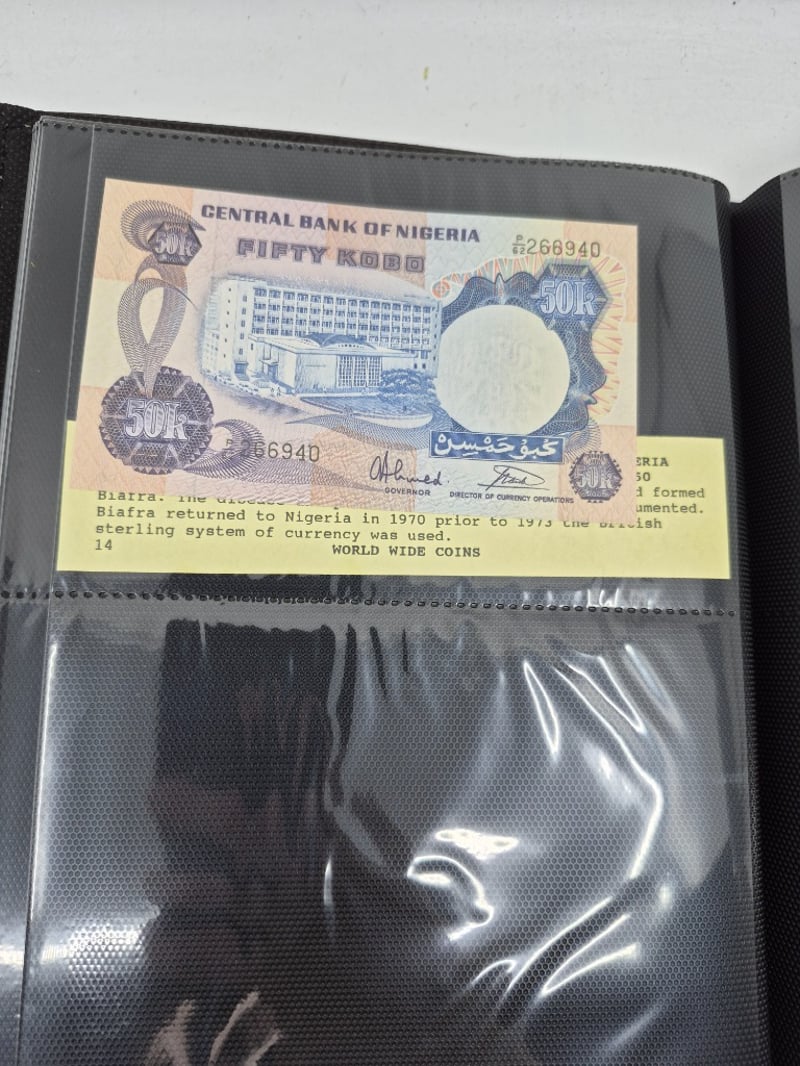 CENTRAL BANK OF NIGERIA
FIFTY KOBO
P/62 266940
50k
50k
50k
P/62 266940
كَبُو حَمْسِنْ
GOVERNOR
DIRECTOR OF CURRENCY OPERATIONS
50k
ERIA
50
Biafra. The d formed
umented.
Biafra returned to Nigeria in 1970 prior to 1973 the British
sterling system of currency was used.
14
WORLD WIDE COINS